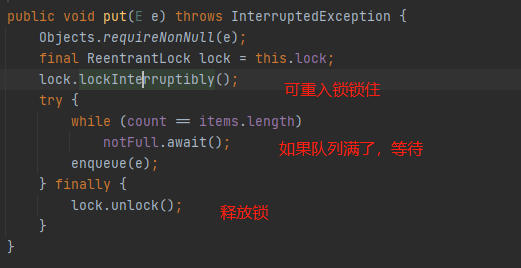 public void put(E e) throws InterruptedException {
Objects.requireNonNull(e);
final ReentrantLock lock = this.lock;
lock.lockInterruptibly();
可重入锁锁住
try {
while (count == items.length)
notFull.await();
如果队列满了，等待
enqueue(e);
} finally {
lock.unlock();
释放锁
}
}